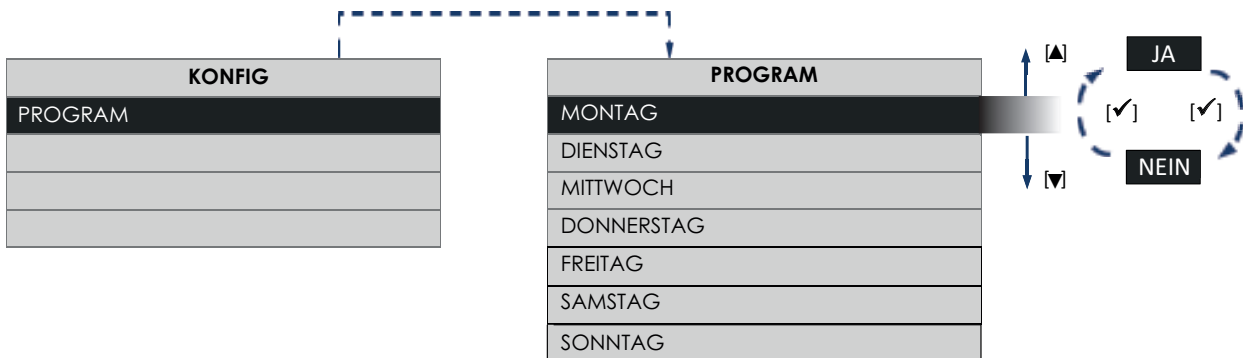 KONFIG
PROGRAM
PROGRAM
MONTAG
DIENSTAG
MITTWOCH
DONNERSTAG
FREITAG
SAMSTAG
SONNTAG
[▲]
JA
[✓] [✓]
NEIN
[▼]